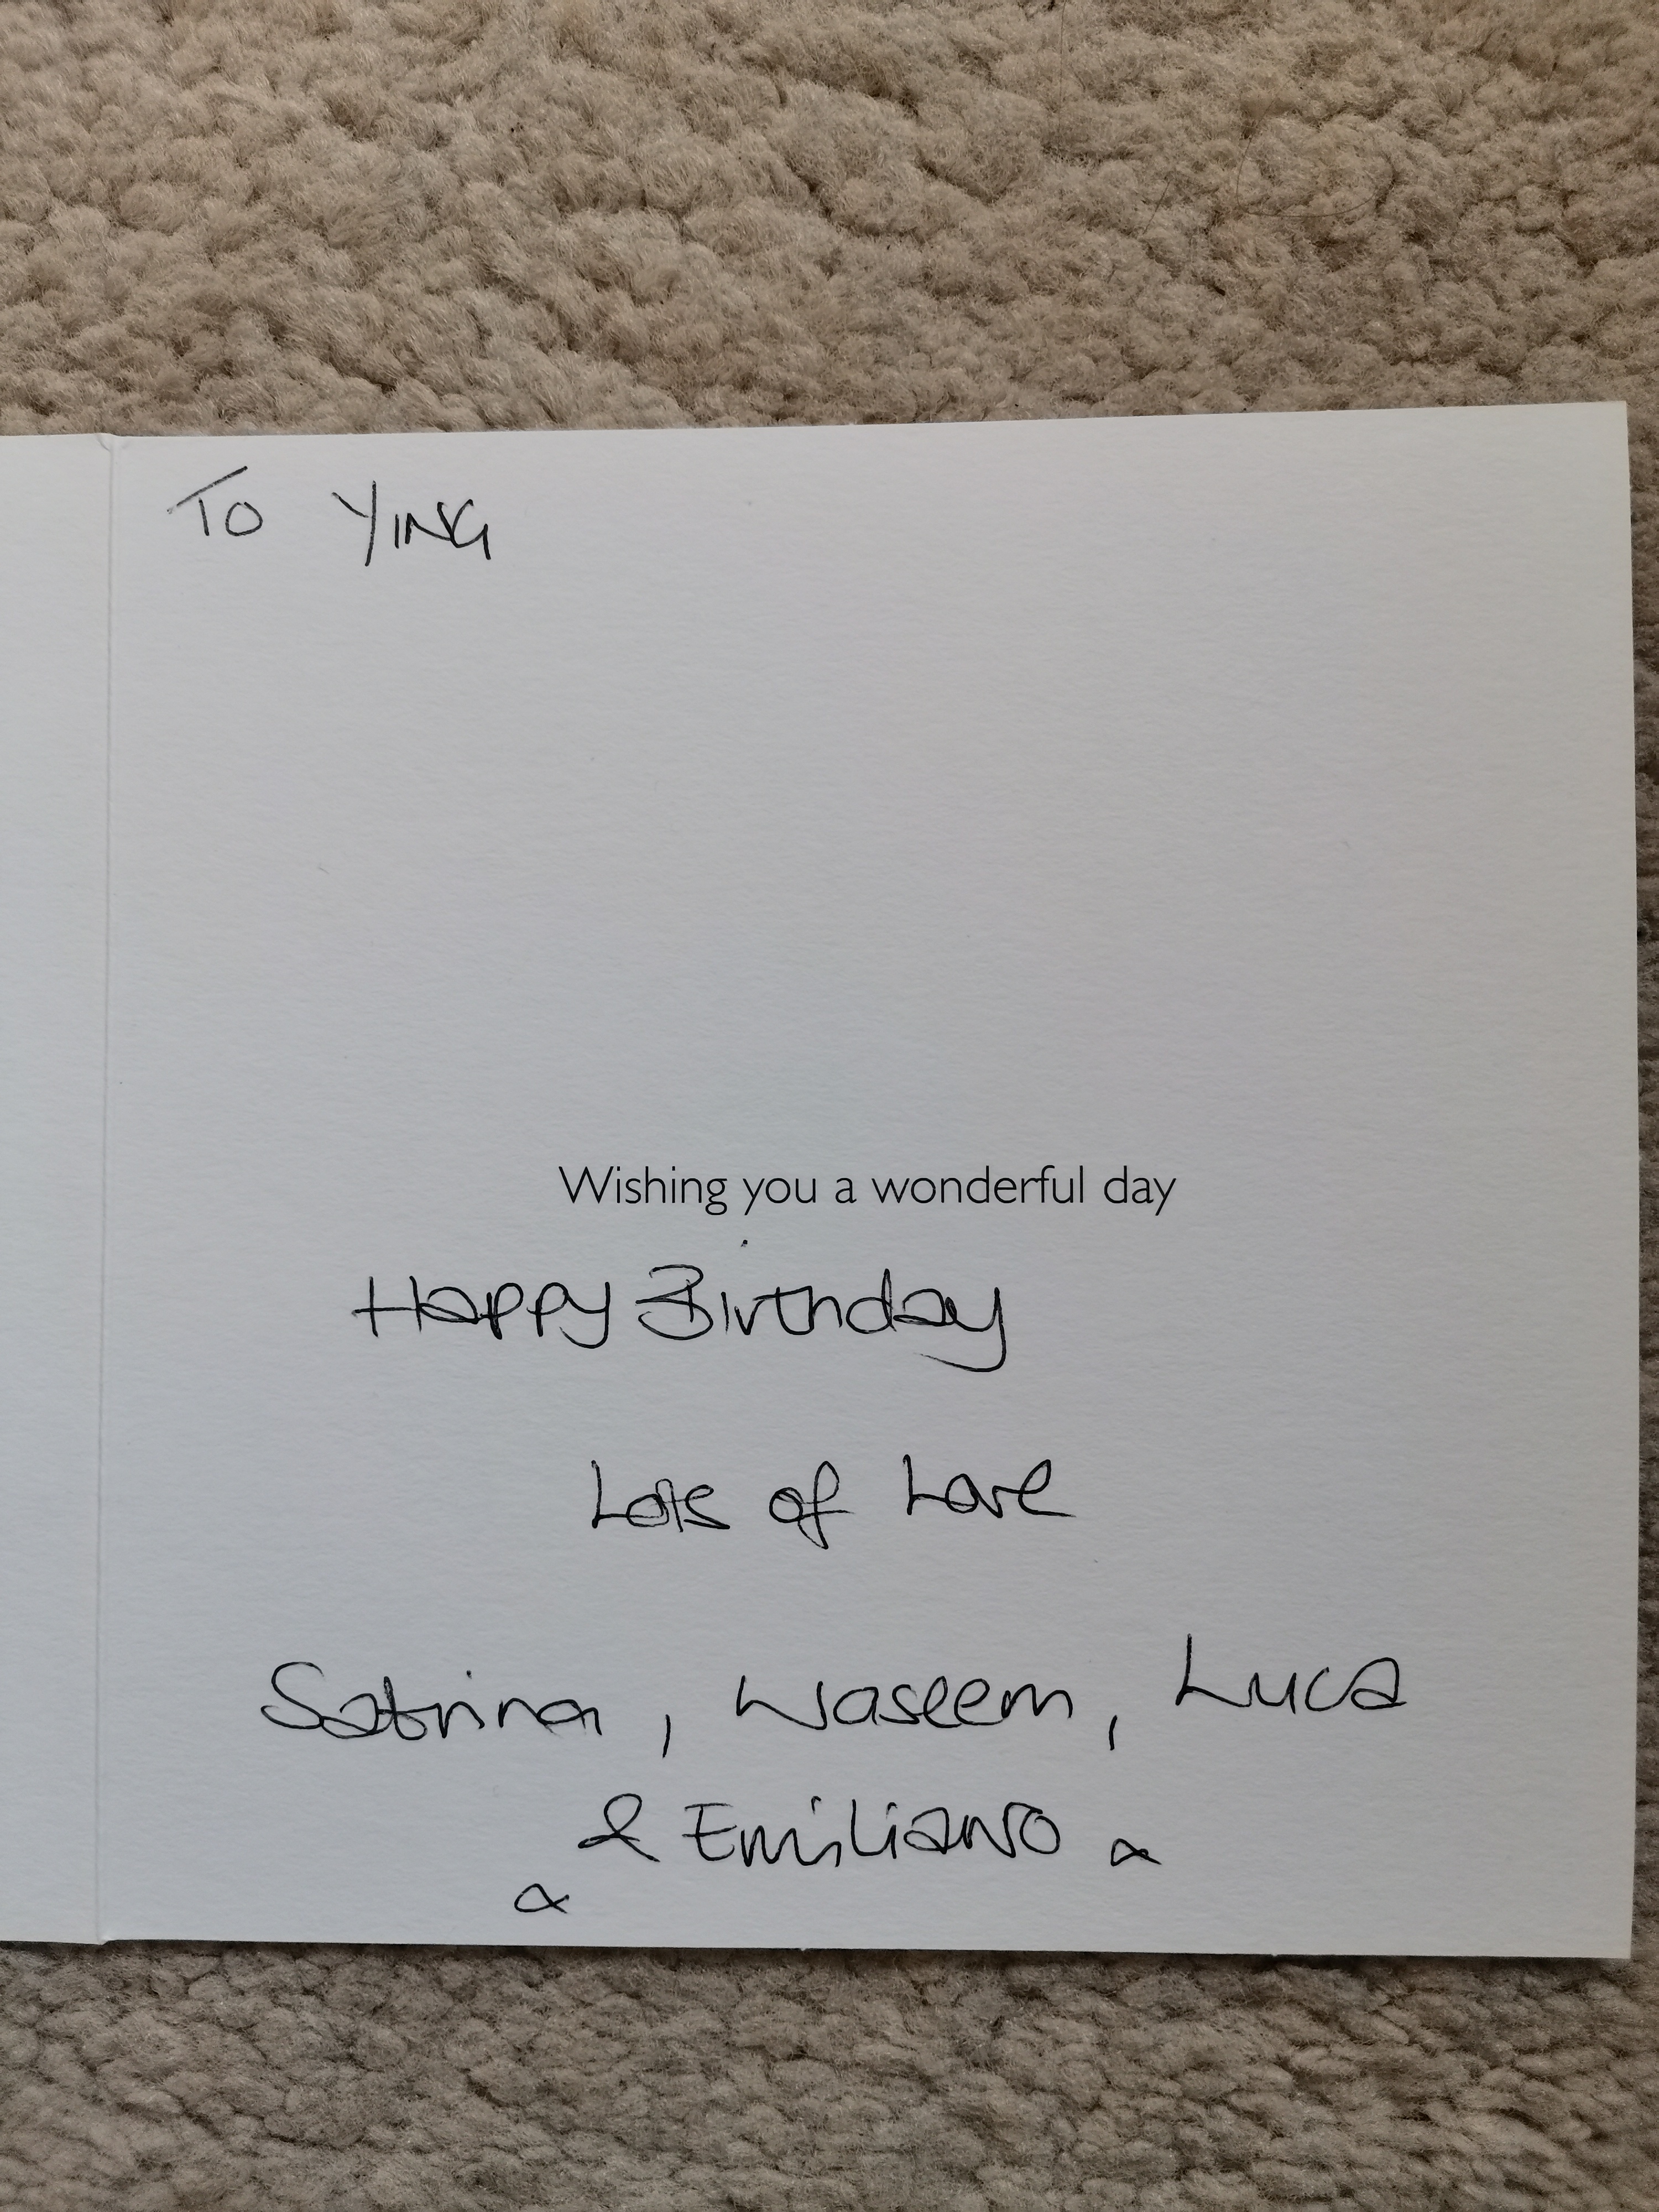 To YING
Wishing you a wonderful day
Happy Birthday
Lots of Love
Sabrina, Waseem, Luca
& Emiliano x
x